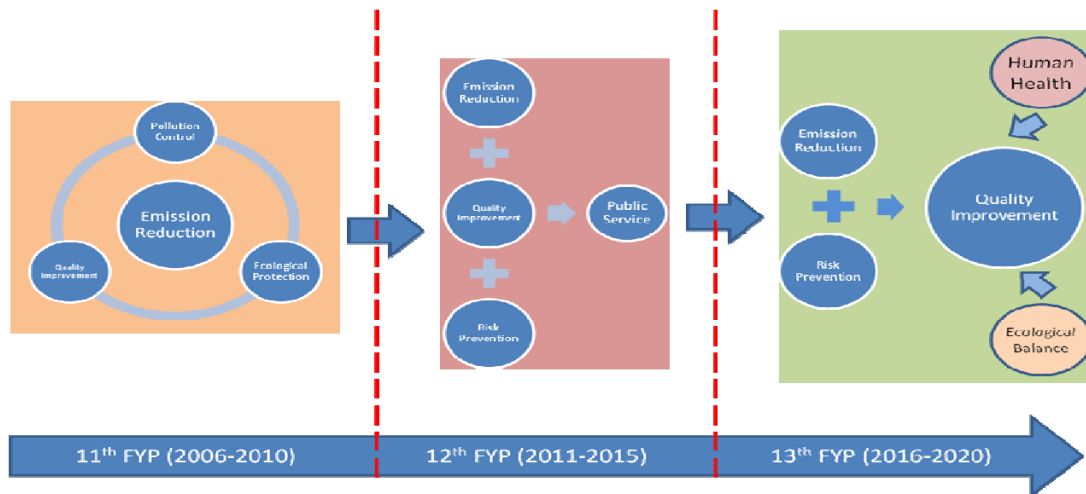 Pollution
Control
Emission
Reduction
Quality
Improvement
Ecological
Protection
Emission
Reduction
Quality
Improvement
Public
Service
Risk
Prevention
Human
Health
Emission
Reduction
Quality
Improvement
Risk
Prevention
Ecological
Balance
11th FYP (2006-2010)
12th FYP (2011-2015)
13th FYP (2016-2020)